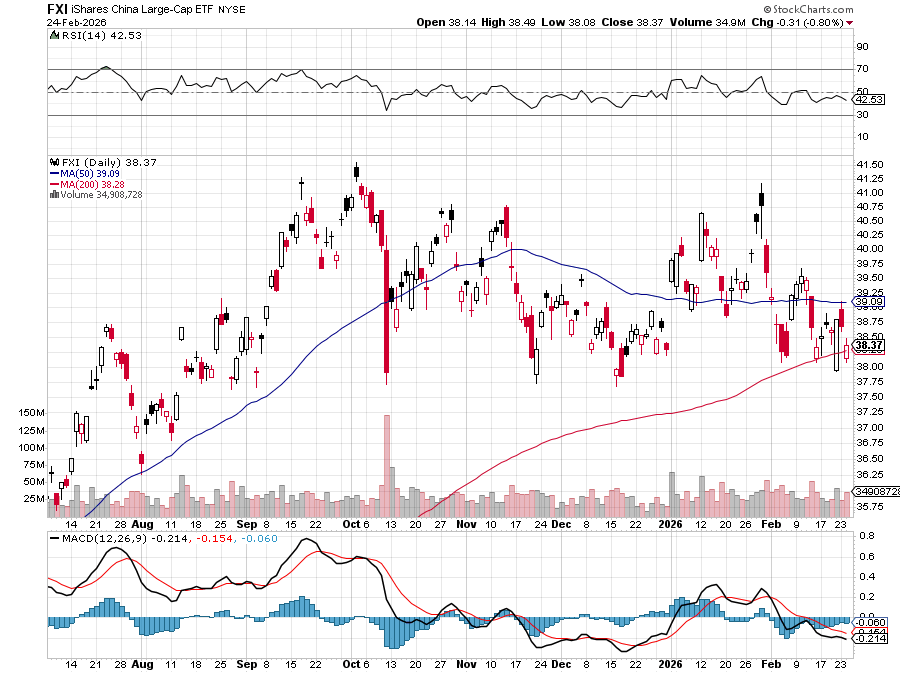 FXI iShares China Large-Cap ETF NYSE © StockCharts.com
24-Feb-2026 Open 38.14 High 38.49 Low 38.08 Close 38.37 Volume 34.9M Chg -0.31 (-0.80%)
RSI(14) 42.53
90
70
50
42.53
30
10
FXI (Daily) 38.37
MA(50) 39.09
MA(200) 38.28
Volume 34,908,728
41.50
41.25
41.00
40.75
40.50
40.25
40.00
39.75
39.50
39.25
39.09
38.75
38.50
38.37
38.00
37.75
37.50
37.25
37.00
36.75
36.50
36.25
34908728
35.75
150M
125M
100M
75M
50M
25M
14 21 28 Aug 11 18 25 Sep 8 15 22 Oct 6 13 20 27 Nov 10 17 24 Dec 8 15 22 2026 12 20 26 Feb 9 17 23
MACD(12,26,9) -0.214, -0.154, -0.060
0.8
0.6
0.4
0.2
0.0
-0.060
-0.154
-0.214
14 21 28 Aug 11 18 25 Sep 8 15 22 Oct 6 13 20 27 Nov 10 17 24 Dec 8 15 22 2026 12 20 26 Feb 9 17 23